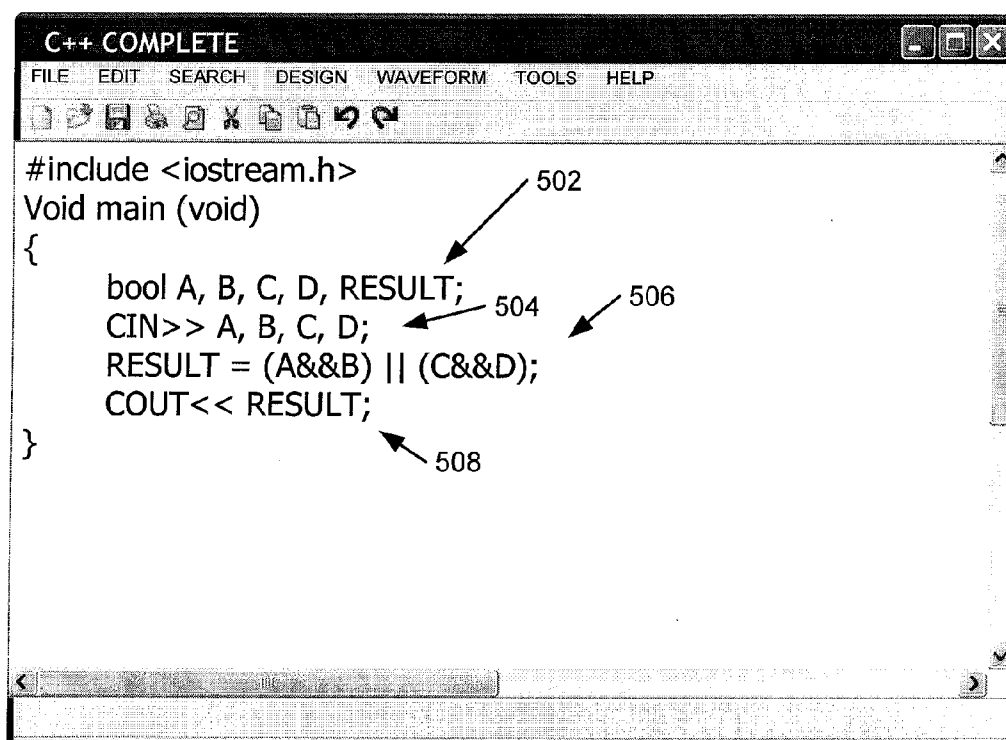 C++ COMPLETE
FILE EDIT SEARCH DESIGN WAVEFORM TOOLS HELP
#include <iostream.h>
502
Void main (void)
{
bool A, B, C, D, RESULT;
504
506
CIN>> A, B, C, D;
RESULT = (A&&B) || (C&&D);
COUT<< RESULT;
}
508